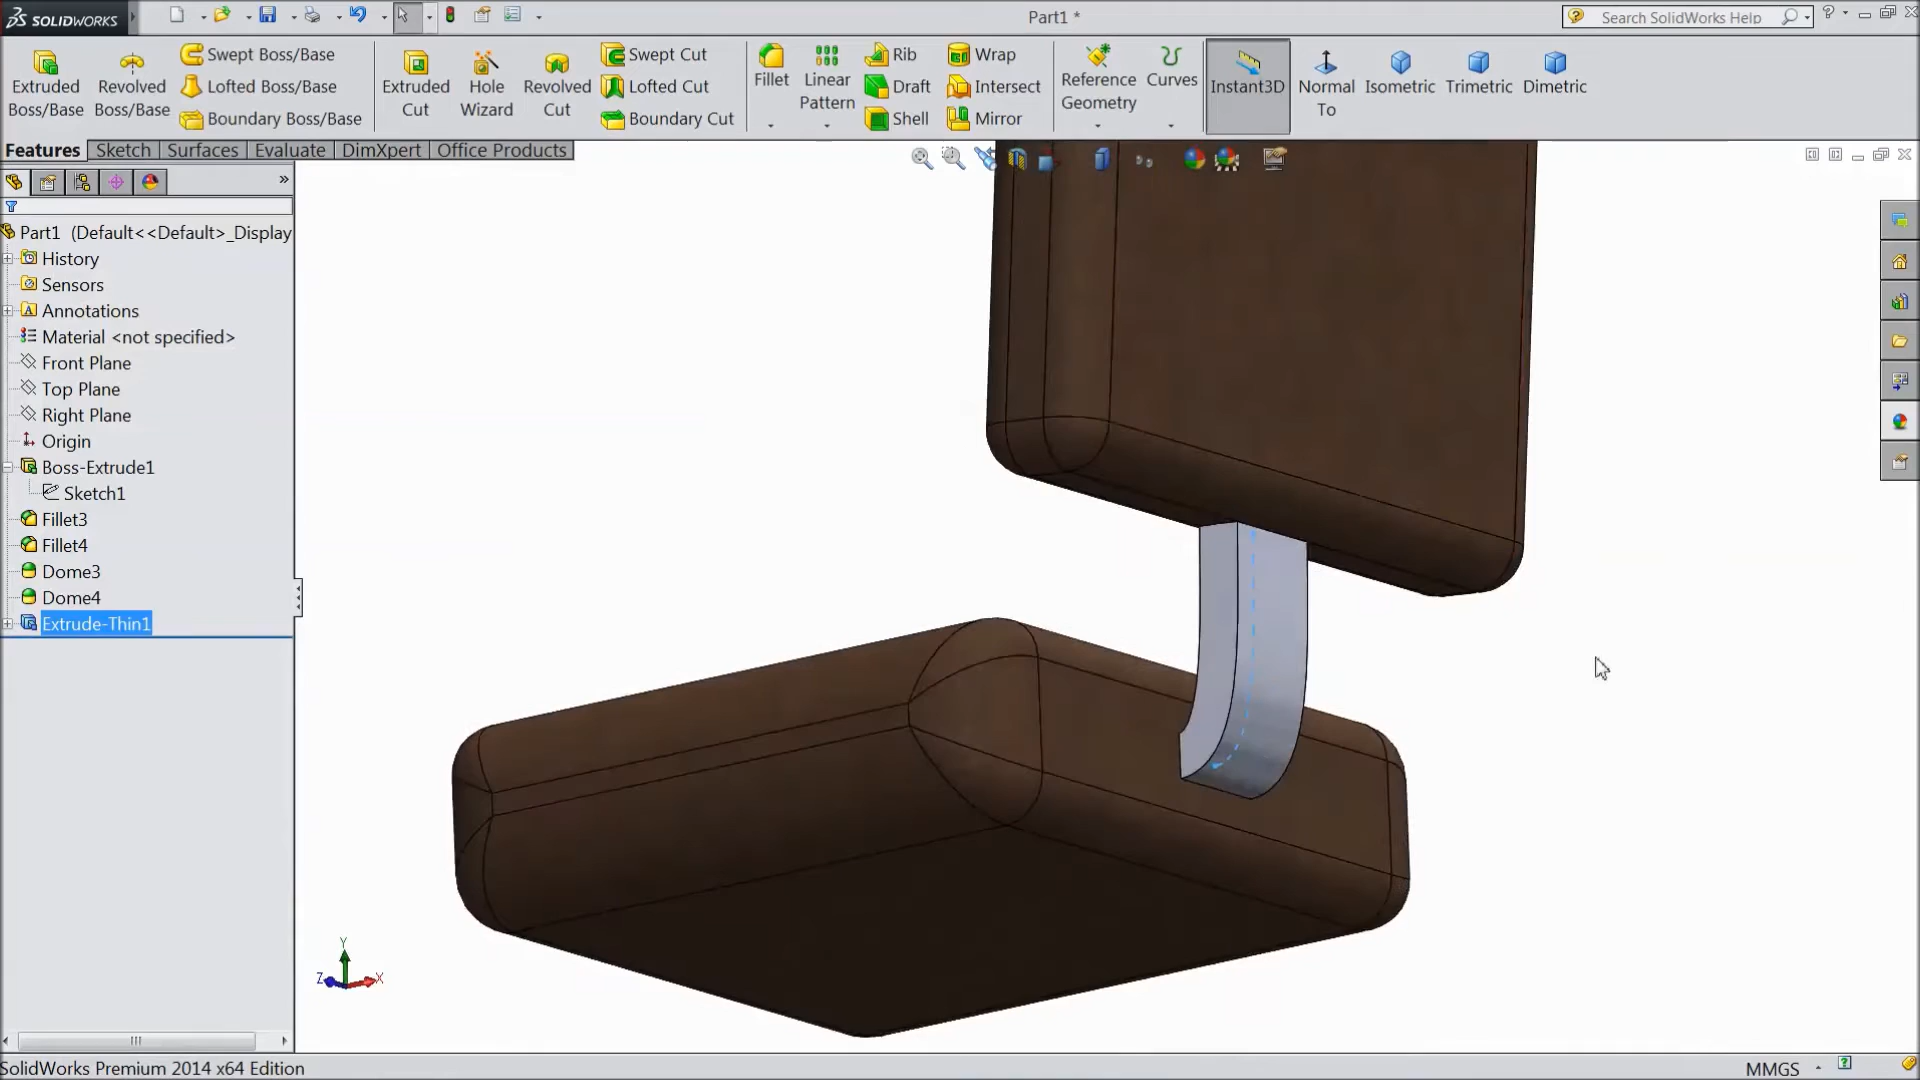 SOLIDWORKS
Part1 *
Search SolidWorks Help
Extruded Boss/Base
Revolved Boss/Base
Swept Boss/Base
Lofted Boss/Base
Boundary Boss/Base
Extruded Cut
Hole Wizard
Revolved Cut
Swept Cut
Lofted Cut
Boundary Cut
Fillet
Linear Pattern
Rib
Draft
Shell
Wrap
Intersect
Mirror
Reference Geometry
Curves
Instant3D
Normal To
Isometric
Trimetric
Dimetric
Features
Sketch
Surfaces
Evaluate
DimXpert
Office Products
Part1 (Default<<Default>_Display
History
Sensors
Annotations
Material <not specified>
Front Plane
Top Plane
Right Plane
Origin
Boss-Extrude1
Sketch1
Fillet3
Fillet4
Dome3
Dome4
Extrude-Thin1
Y
Z
X
SolidWorks Premium 2014 x64 Edition
MMGS